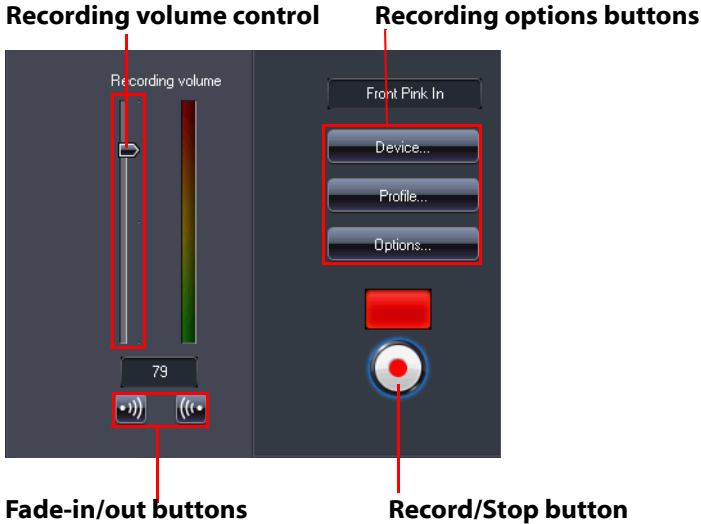 Recording volume control
Recording options buttons
Recording volume
Front Pink In
Device...
Profile...
Options...
79
Fade-in/out buttons
Record/Stop button